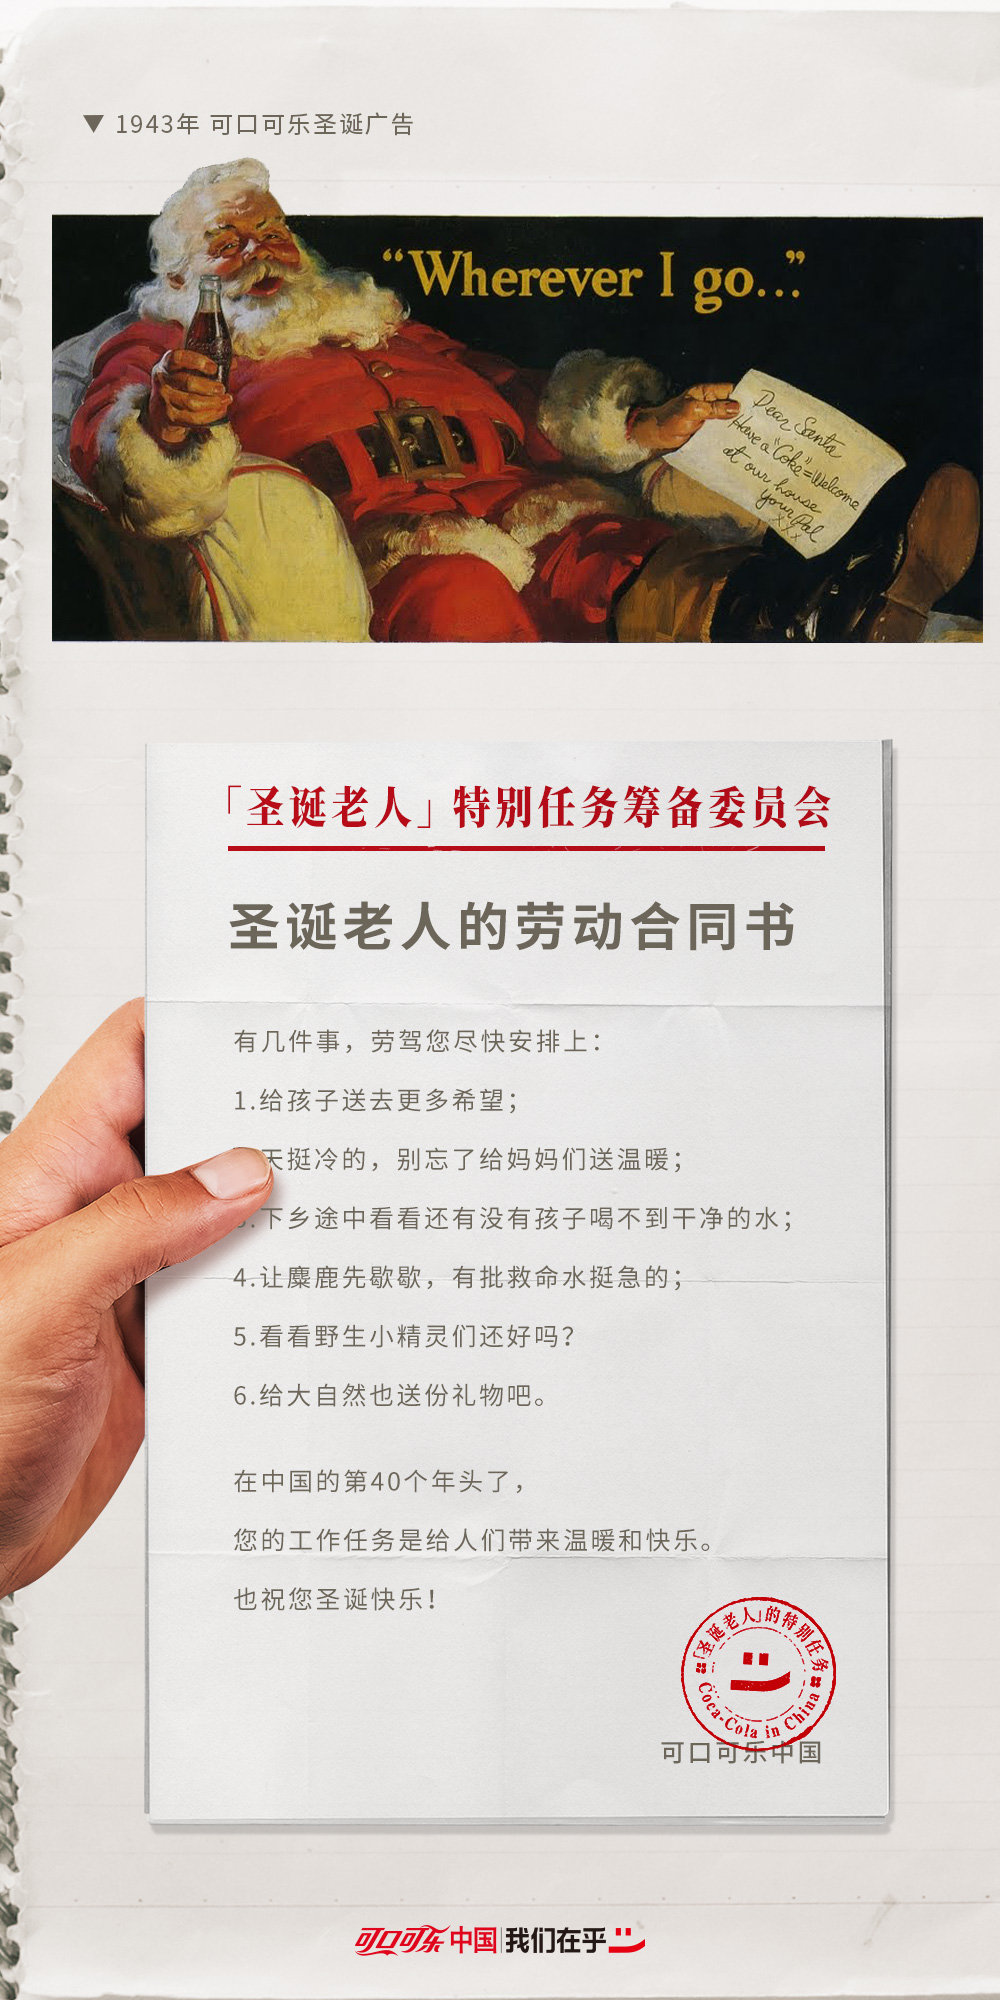 ▼ 1943年 可口可乐圣诞广告
“Wherever I go...”
Dear Santa
Have a “Coke”=Welcome
at our house
Your Pal
xxx
「圣诞老人」特别任务筹备委员会
圣诞老人的劳动合同书
有几件事，劳驾您尽快安排上：
1.给孩子送去更多希望；
天挺冷的，别忘了给妈妈们送温暖；
3.下乡途中看看还有没有孩子喝不到干净的水；
4.让麋鹿先歇歇，有批救命水挺急的；
5.看看野生小精灵们还好吗？
6.给大自然也送份礼物吧。
在中国的第40个年头了，
您的工作任务是给人们带来温暖和快乐。
也祝您圣诞快乐！
「圣诞老人」的特别任务
Coca-Cola in China
可口可乐中国
可口可乐中国|我们在乎